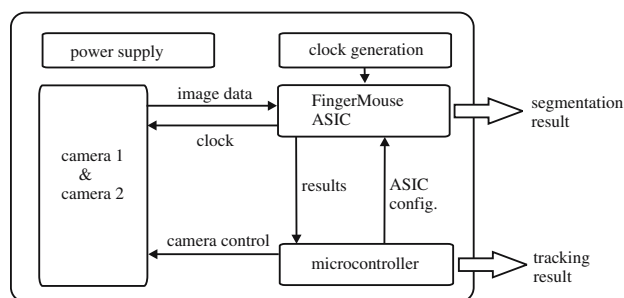 power supply
clock generation
image data
FingerMouse
ASIC
segmentation
result
clock
camera 1
&
camera 2
results
ASIC
config.
camera control
microcontroller
tracking
result